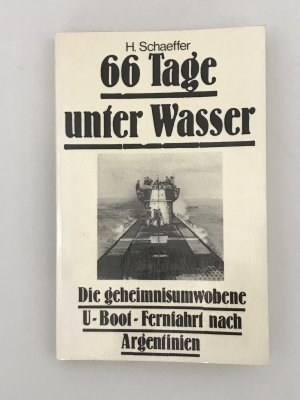 H. Schaeffer
66 Tage
unter Wasser
Die geheimnisumwobene
U-Boot-Fernfahrt nach
Argentinien